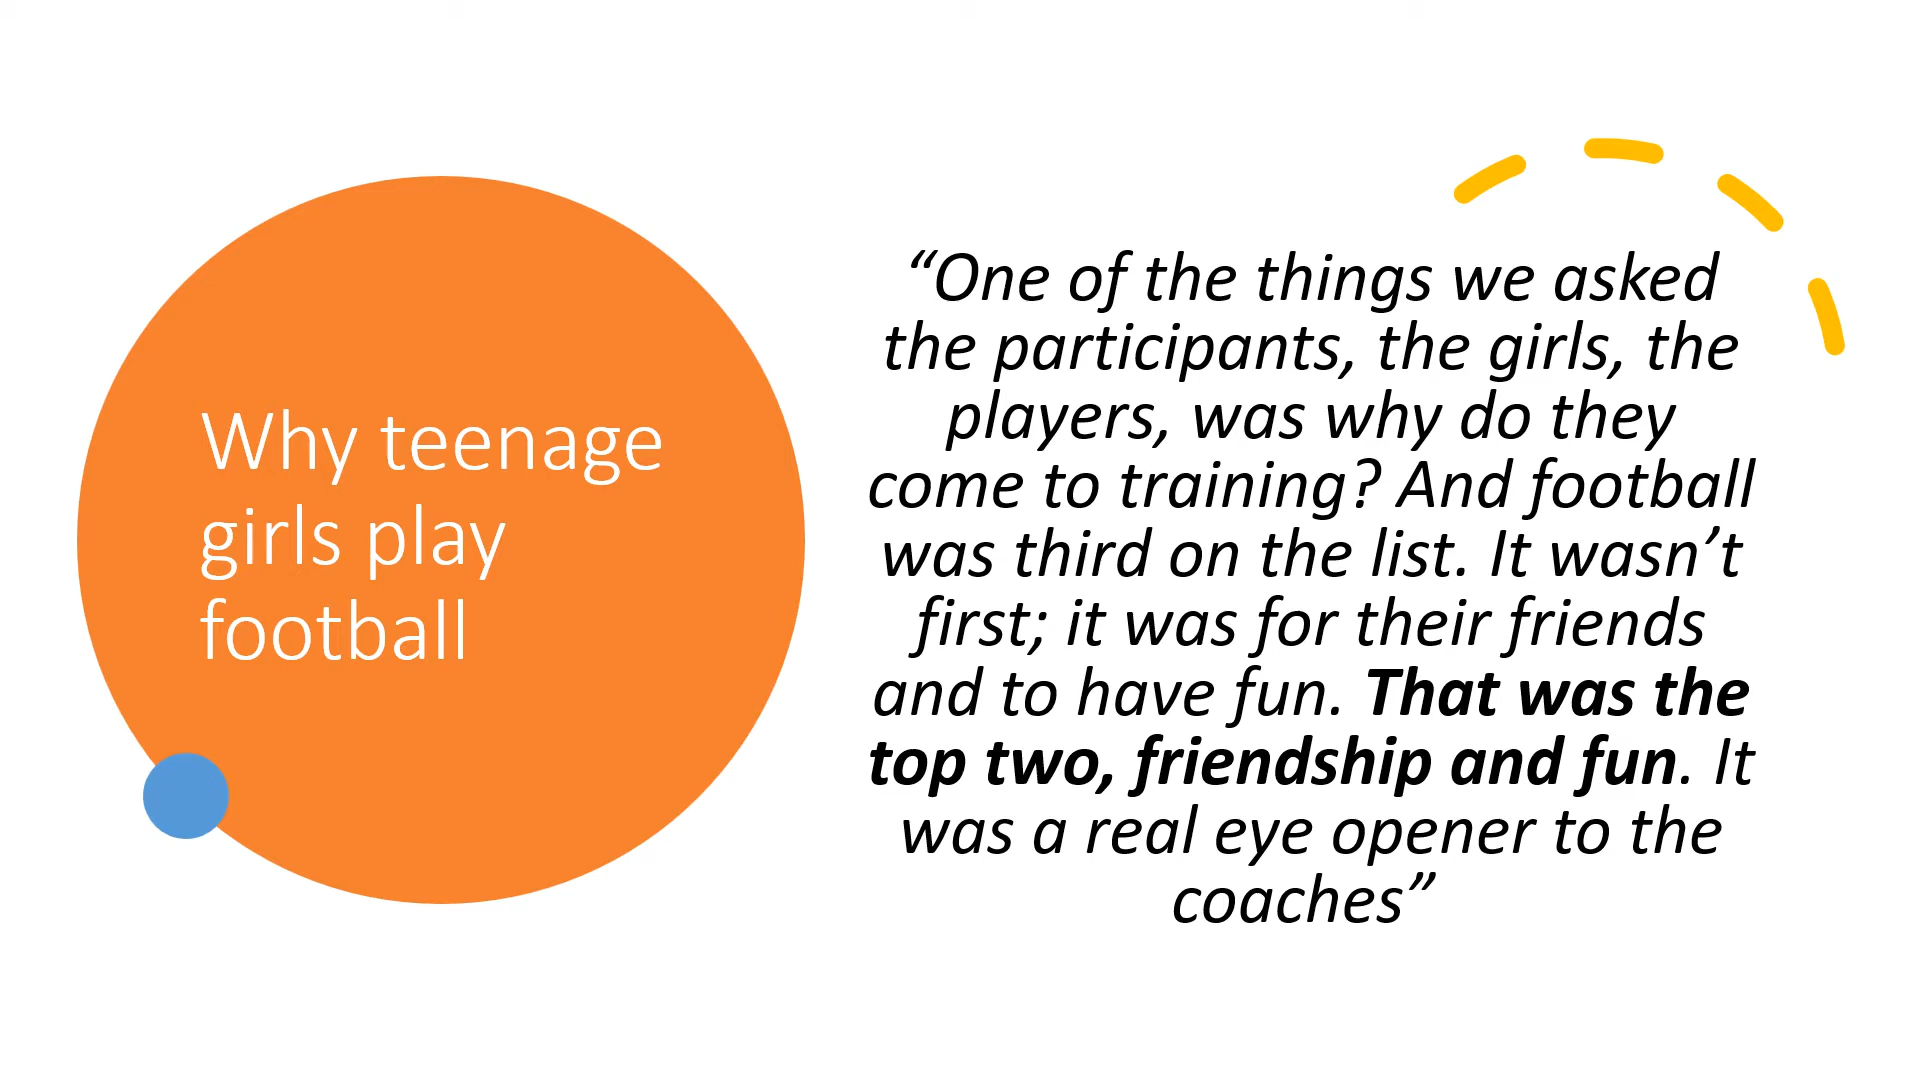 Why teenage
girls play
football
“One of the things we asked
the participants, the girls, the
players, was why do they
come to training? And football
was third on the list. It wasn’t
first; it was for their friends
and to have fun. That was the
top two, friendship and fun. It
was a real eye opener to the
coaches”